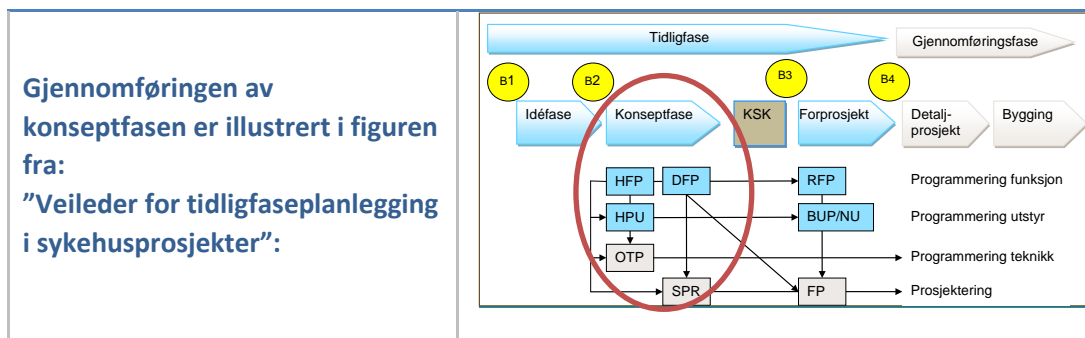 Gjennomføringen av
konseptfasen er illustrert i figuren
fra:
”Veileder for tidligfaseplanlegging
i sykehusprosjekter”:
Tidligfase
Gjennomføringsfase
B1
B2
B3
B4
Idéfase
Konseptfase
KSK
Forprosjekt
Detalj-
prosjekt
Bygging
HFP
DFP
RFP
Programmering funksjon
HPU
BUP/NU
Programmering utstyr
OTP
Programmering teknikk
SPR
FP
Prosjektering